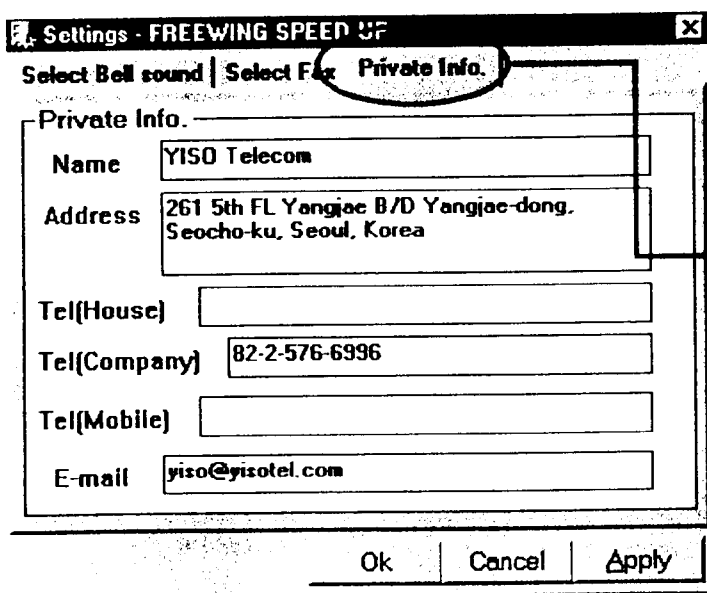 Settings - FREEWING SPEED UP
Select Bell sound Select Fax Private Info.
Private Info.
Name YISO Telecom
Address 261 5th FL Yangjae B/D Yangjae-dong,
Seocho-ku, Seoul, Korea
Tel(House)
Tel(Company) 82-2-576-6996
Tel(Mobile)
E-mail yiso@yisotel.com
Ok Cancel Apply